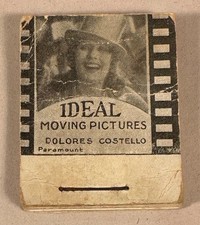 IDEAL
MOVING PICTURES
DOLORES COSTELLO
Paramount